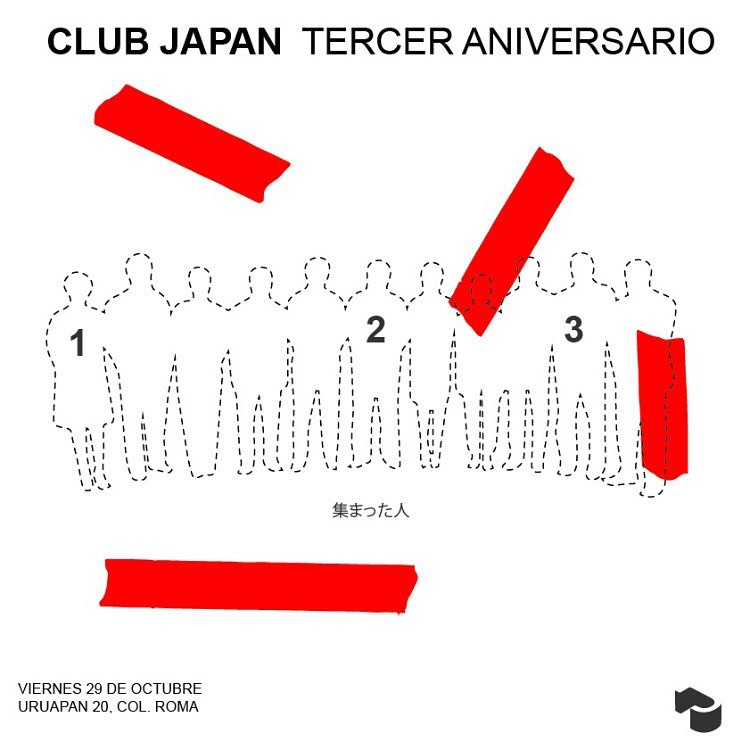 CLUB JAPAN TERCER ANIVERSARIO
1 2 3
集まった人
VIERNES 29 DE OCTUBRE
URUAPAN 20, COL. ROMA